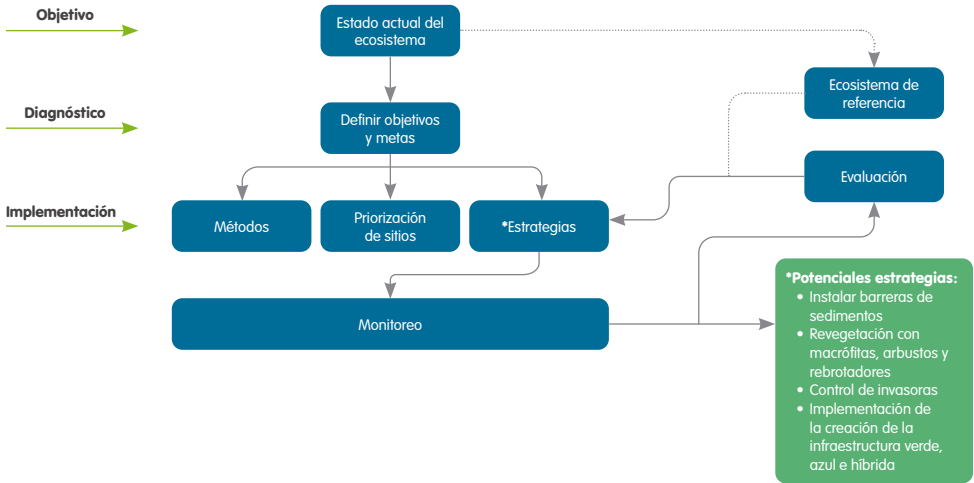 Objetivo
Estado actual del
ecosistema
Ecosistema de
referencia
Diagnóstico
Definir objetivos
y metas
Evaluación
Implementación
Métodos
Priorización
de sitios
*Estrategias
Monitoreo
*Potenciales estrategias:
• Instalar barreras de
sedimentos
• Revegetación con
macrófitas, arbustos y
rebrotadores
• Control de invasoras
• Implementación de
la creación de la
infraestructura verde,
azul e híbrida